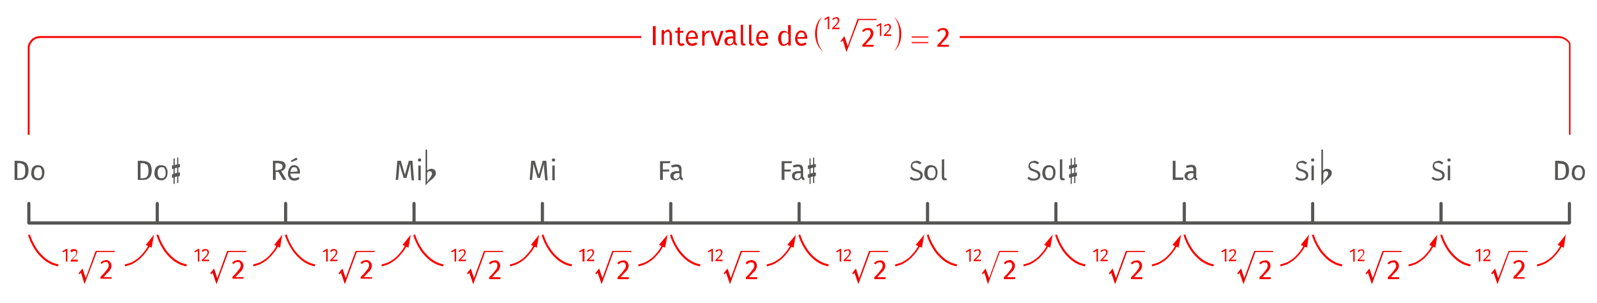 Intervalle de (¹²√2¹²) = 2
Do Do♯ Ré Mi♭ Mi Fa Fa♯ Sol Sol♯ La Si♭ Si Do
¹²√2 ¹²√2 ¹²√2 ¹²√2 ¹²√2 ¹²√2 ¹²√2 ¹²√2 ¹²√2 ¹²√2 ¹²√2 ¹²√2